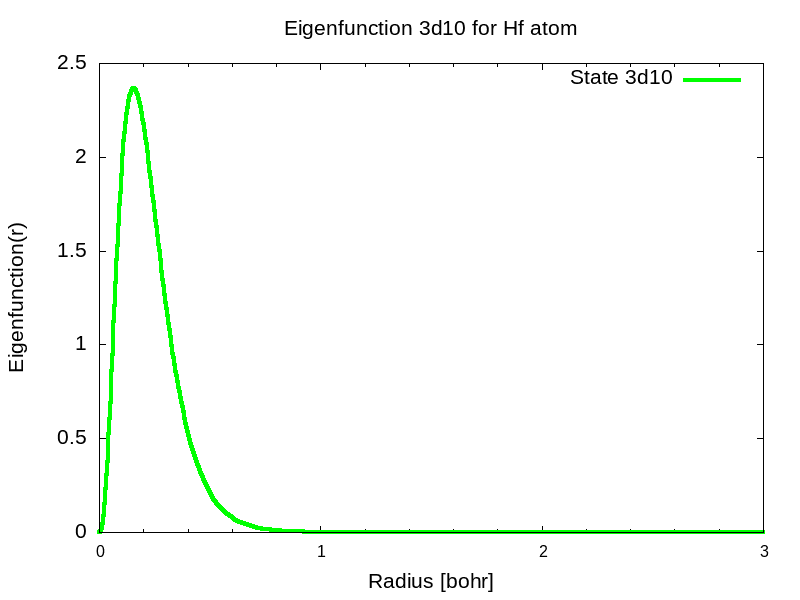 Eigenfunction 3d10 for Hf atom
State 3d10
Eigenfunction(r)
2.5
2
1.5
1
0.5
0
0 1 2 3
Radius [bohr]